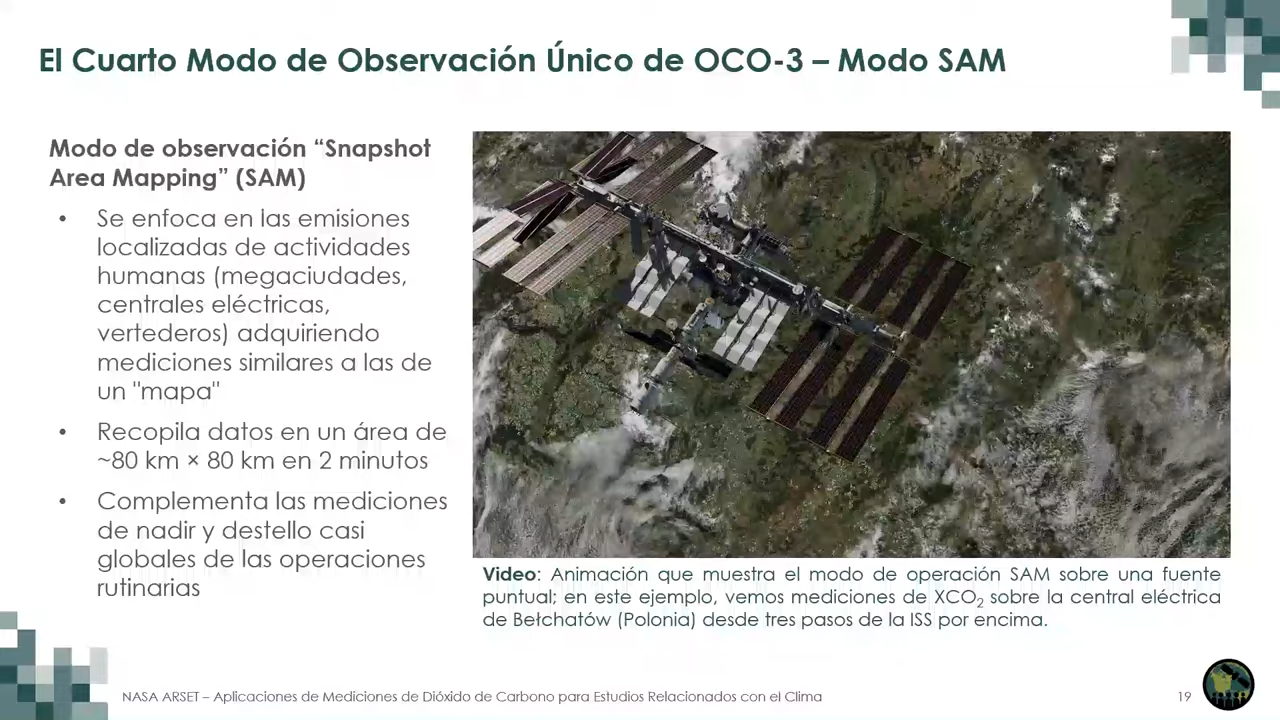 El Cuarto Modo de Observación Único de OCO-3 – Modo SAM
Modo de observación “Snapshot
Area Mapping” (SAM)
• Se enfoca en las emisiones
localizadas de actividades
humanas (megaciudades,
centrales eléctricas,
vertederos) adquiriendo
mediciones similares a las de
un "mapa"
• Recopila datos en un área de
~80 km × 80 km en 2 minutos
• Complementa las mediciones
de nadir y destello casi
globales de las operaciones
rutinarias
Video: Animación que muestra el modo de operación SAM sobre una fuente
puntual; en este ejemplo, vemos mediciones de XCO₂ sobre la central eléctrica
de Bełchatów (Polonia) desde tres pasos de la ISS por encima.
NASA ARSET – Aplicaciones de Mediciones de Dióxido de Carbono para Estudios Relacionados con el Clima
19